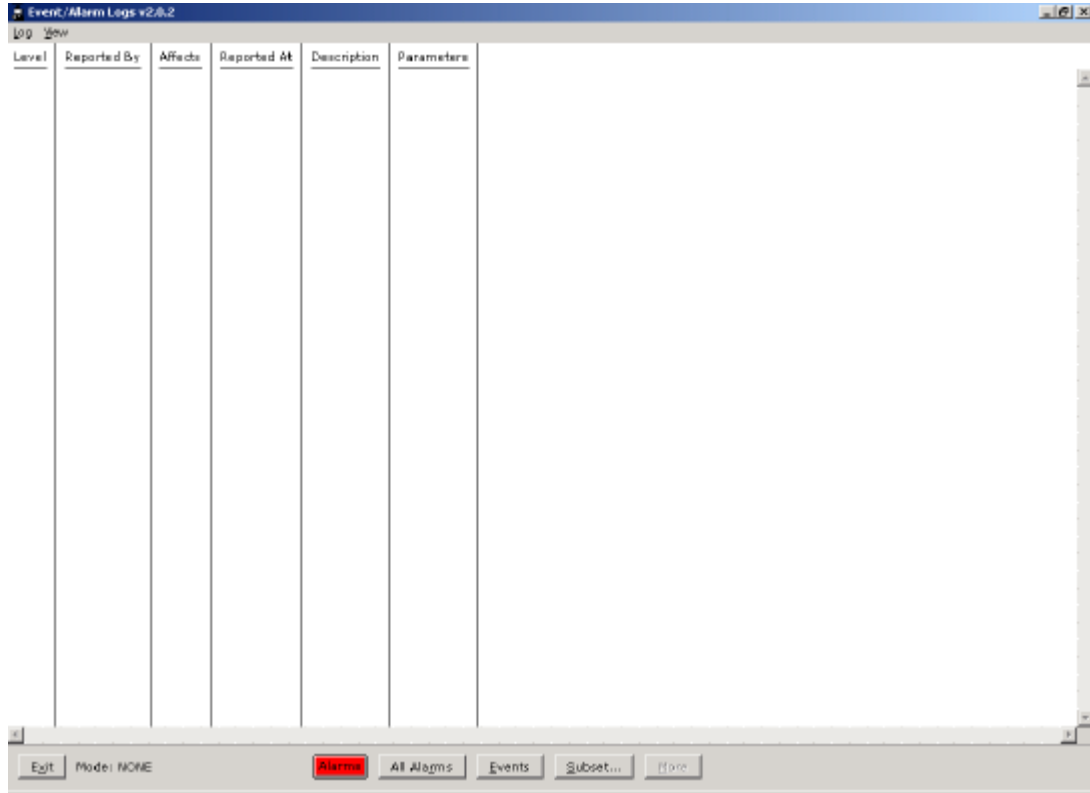 Event/Alarm Logs v2.0.2
Log View
Level Reported By Affects Reported At Description Parameters
Exit Mode: NONE Alarms All Alarms Events Subset... More